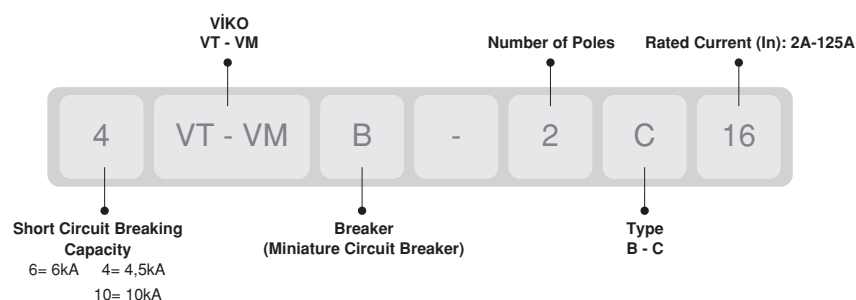 VİKO
VT - VM
Number of Poles
Rated Current (In): 2A-125A
4
VT - VM
B
-
2
C
16
Short Circuit Breaking
Capacity
6= 6kA 4= 4,5kA
10= 10kA
Breaker
(Miniature Circuit Breaker)
Type
B - C